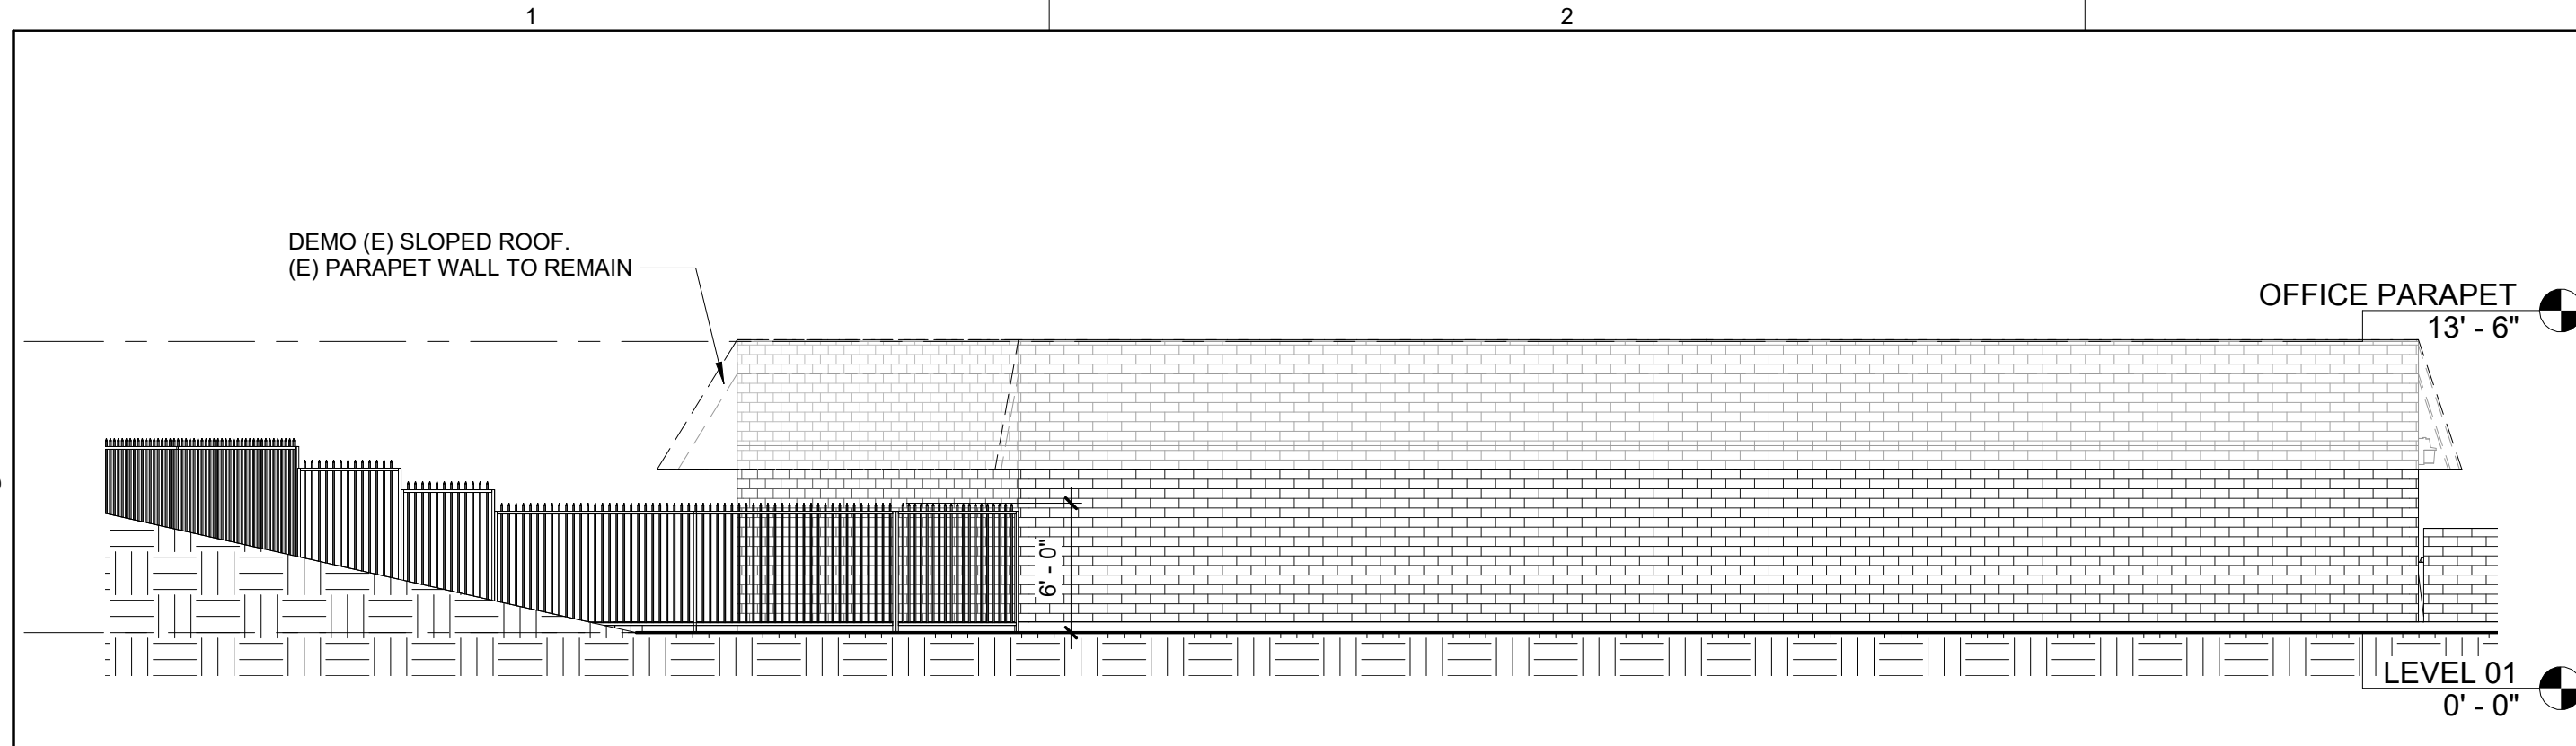 1
2
DEMO (E) SLOPED ROOF.
(E) PARAPET WALL TO REMAIN
OFFICE PARAPET
13' - 6"
6' - 0"
LEVEL 01
0' - 0"